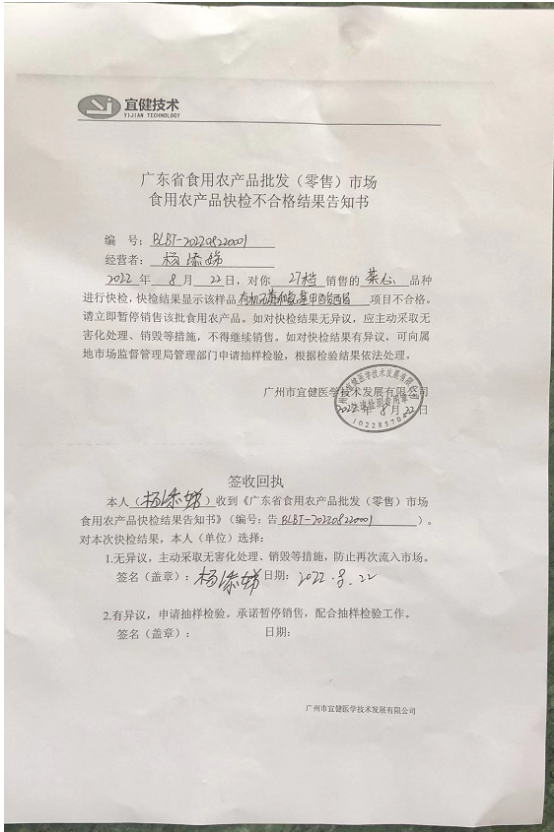 宜健技术
YIJIAN TECHNOLOGY
广东省食用农产品批发（零售）市场
食用农产品快检不合格结果告知书
编 号：BLBT-202208220001
经营者：杨添娣
2022 年 8 月 22 日，对你 27档 销售的 菜心 品种
进行快检，快检结果显示该样品 项目不合格。
请立即暂停销售该批食用农产品。如对快检结果无异议，应主动采取无
害化处理、销毁等措施，不得继续销售。如对快检结果有异议，可向属
地市场监督管理局管理部门申请抽样检验，根据检验结果依法处理。
广州市宜健医学技术发展有限公司
2022年 8月 22日
签收回执
本人（杨添娣）收到《广东省食用农产品批发（零售）市场
食用农产品快检结果告知书》（编号：告 BLBT-202208220001 ）。
对本次快检结果，本人（单位）选择：
1.无异议，主动采取无害化处理、销毁等措施，防止再次流入市场。
签名（盖章）：杨添娣 日期：2022.8.22
2.有异议，申请抽样检验，承诺暂停销售，配合抽样检验工作。
签名（盖章）： 日期：
广州市宜健医学技术发展有限公司